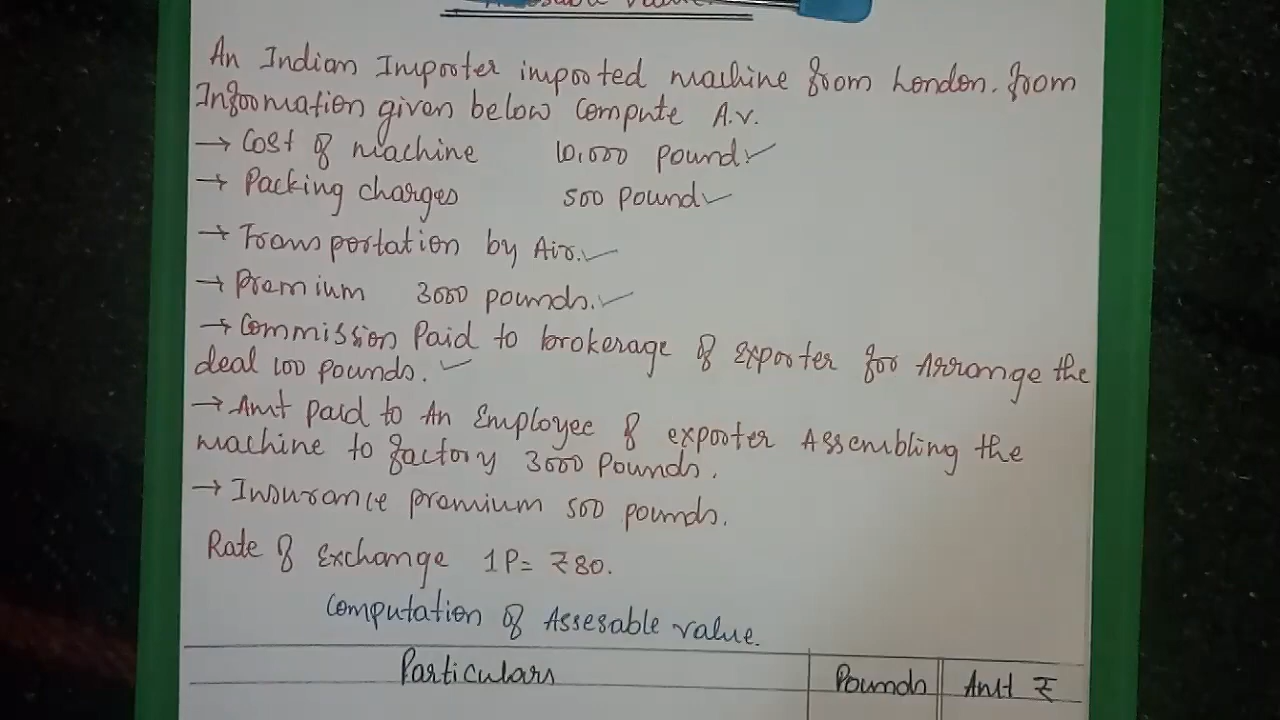 An Indian Importer imported machine from London. from
Information given below compute A.V.
→ Cost of machine 10,000 pound ✓
→ Packing charges 500 pound ✓
→ Transportation by Air. ✓
→ Premium 3000 pounds. ✓
→ Commission Paid to brokerage of exporter for Arrange the
deal 100 pounds. ✓
→ Amt paid to An Employee of exporter Assembling the
machine to factory 3000 Pounds.
→ Insurance premium 500 pounds.
Rate of Exchange 1P = ₹80.
Computation of Assesable value.
Particulars Pounds Amt ₹